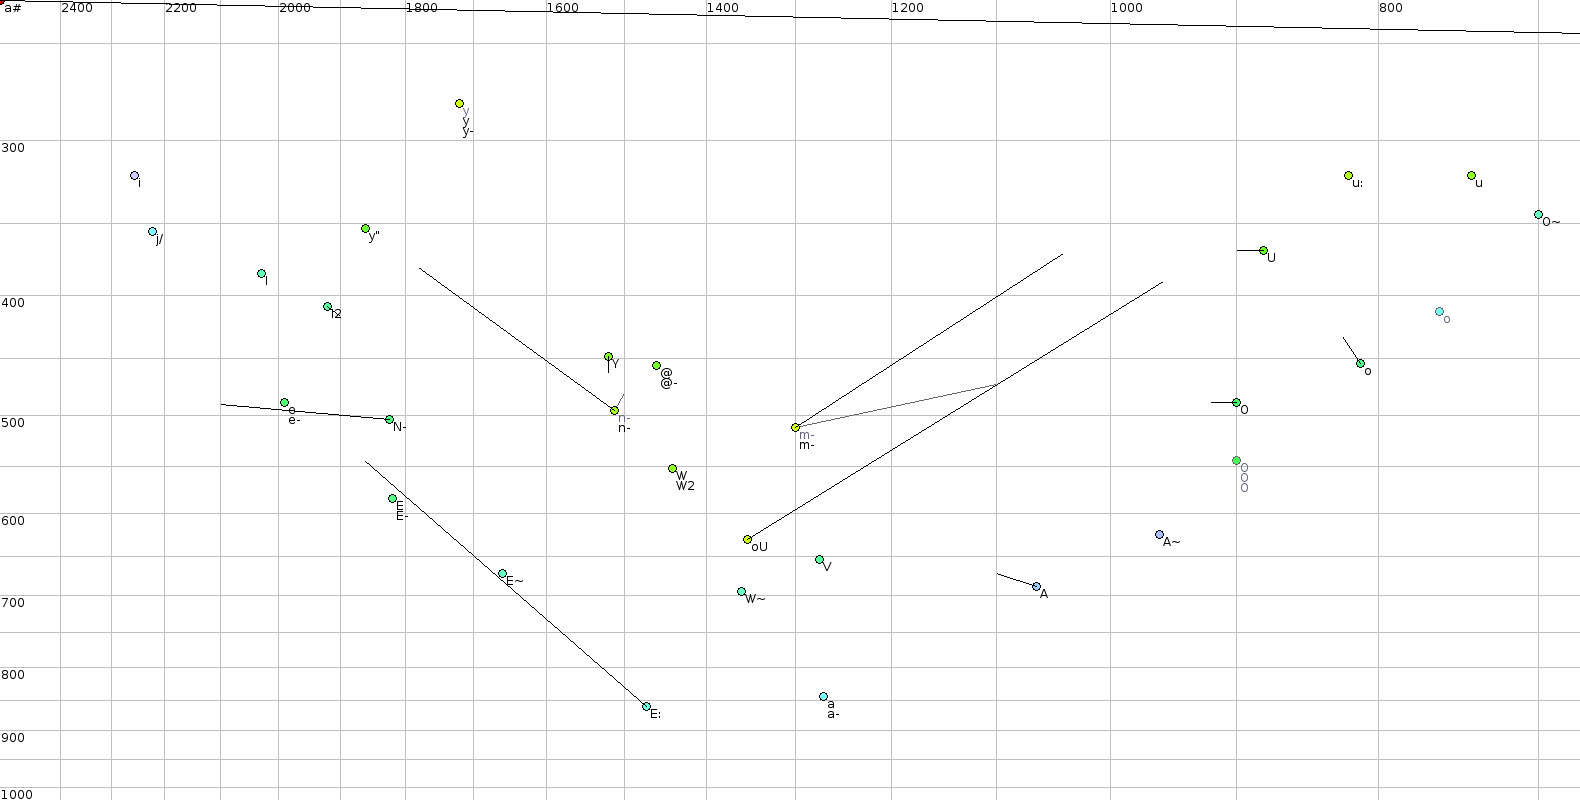 a# 2400 2200 2000 1800 1600 1400 1200 1000 800
y
y
y-
300
i
u:
u
O~
j/
y"
U
I
400
I2
o
Y
@
@-
o
e
e-
n-
n-
O
500
N-
m-
m-
W
W2
O
O
O
E
E-
600
A~
oU
V
E~
W~
A
700
800
a
a-
E:
900
1000